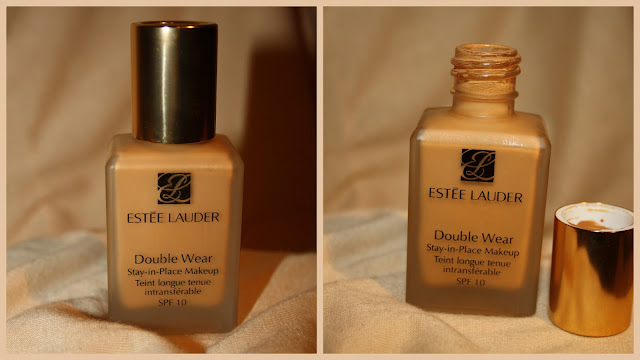 ESTĒE LAUDER
Double Wear
Stay-in-Place Makeup
Teint longue tenue
intransférable
SPF 10
ESTĒE LAUDER
Double Wear
Stay-in-Place Makeup
Teint longue tenue
intransférable
SPF 10